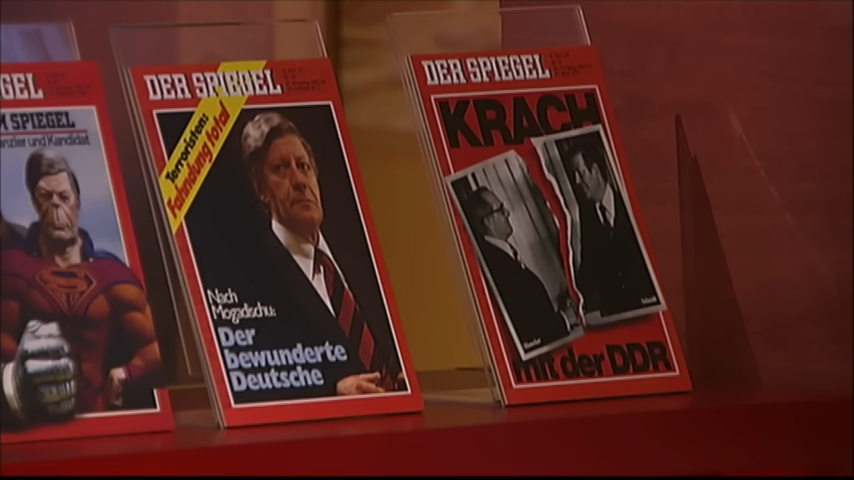 GEL
M SPIEGEL
nzler und Kandidat
DER SPIEGEL
Terroristen:
Fahndung total
Nach
Mogadischu:
Der
bewunderte
Deutsche
DER SPIEGEL
KRACH
mit der DDR